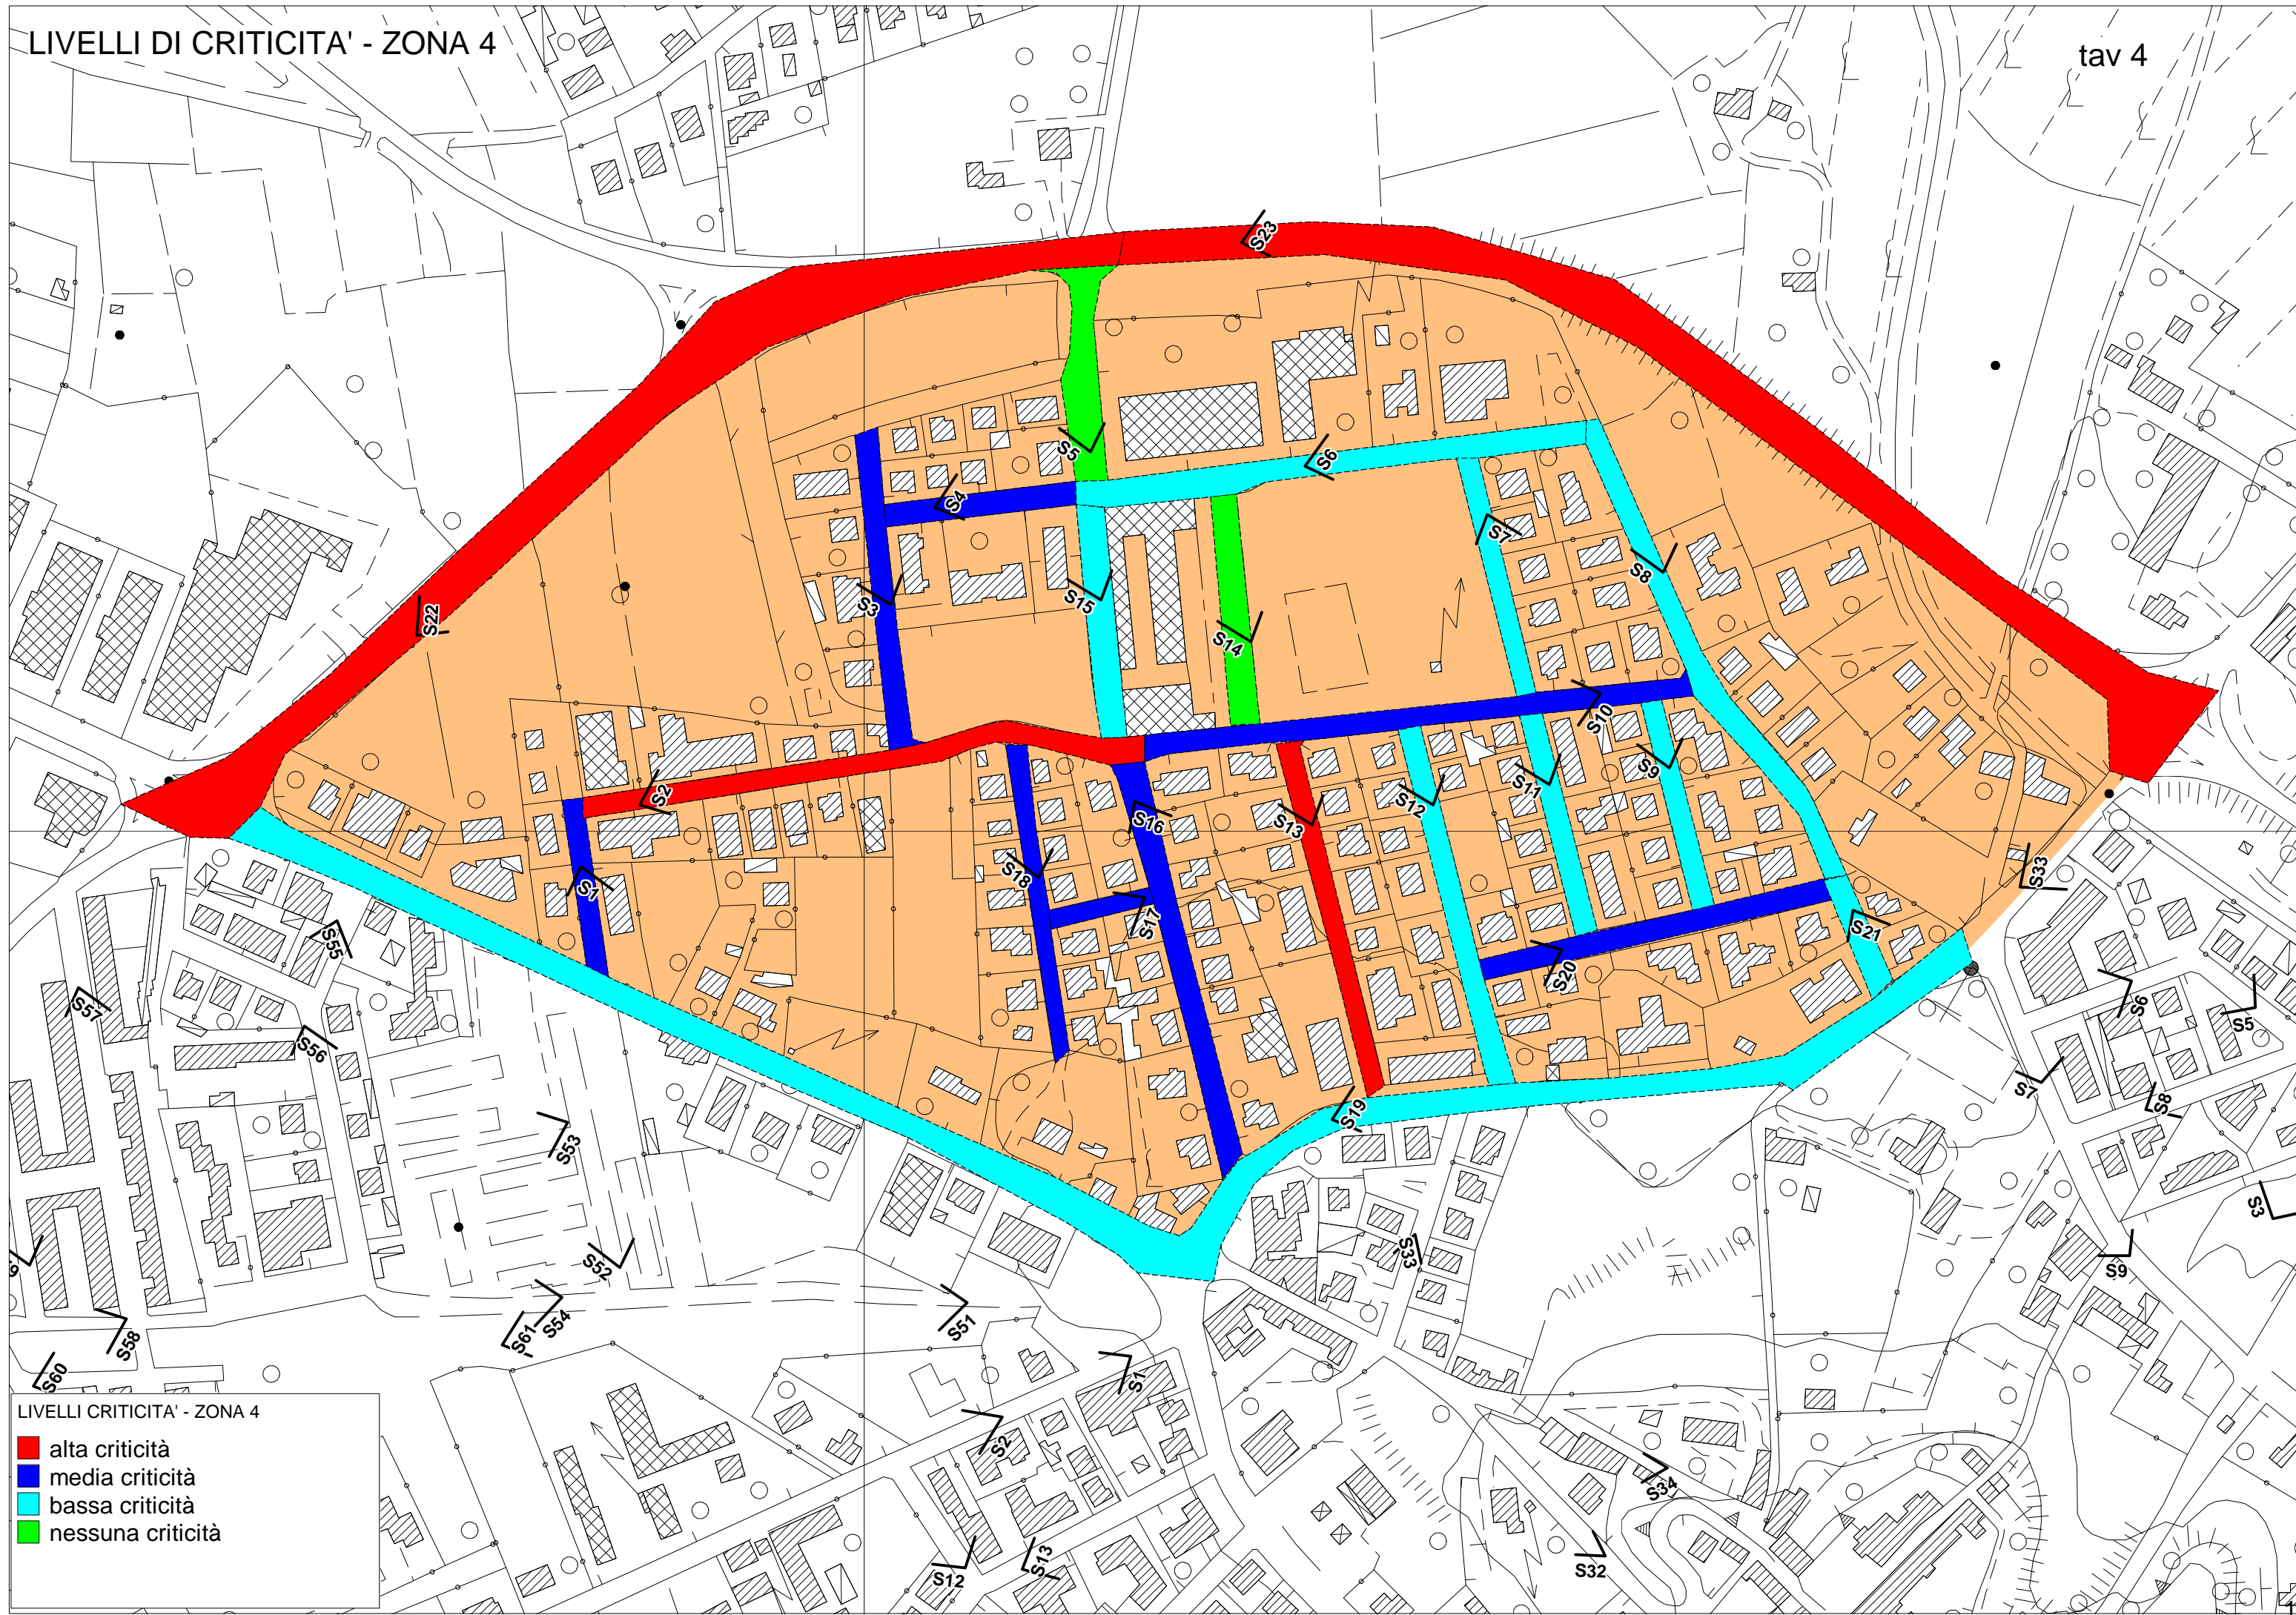 LIVELLI DI CRITICITA' - ZONA 4
tav 4
S23
S5
S6
S4
S7
S8
S3
S15
S22
S14
S10
S2
S9
S11
S12
S16
S13
S18
S33
S1
S17
S21
S55
S20
S57
S56
S6
S5
S7
S8
S19
S53
S3
S33
S52
S9
S61
S54
S51
S58
S60
S1
S2
S34
S12
S13
S32
LIVELLI CRITICITA' - ZONA 4
alta criticità
media criticità
bassa criticità
nessuna criticità